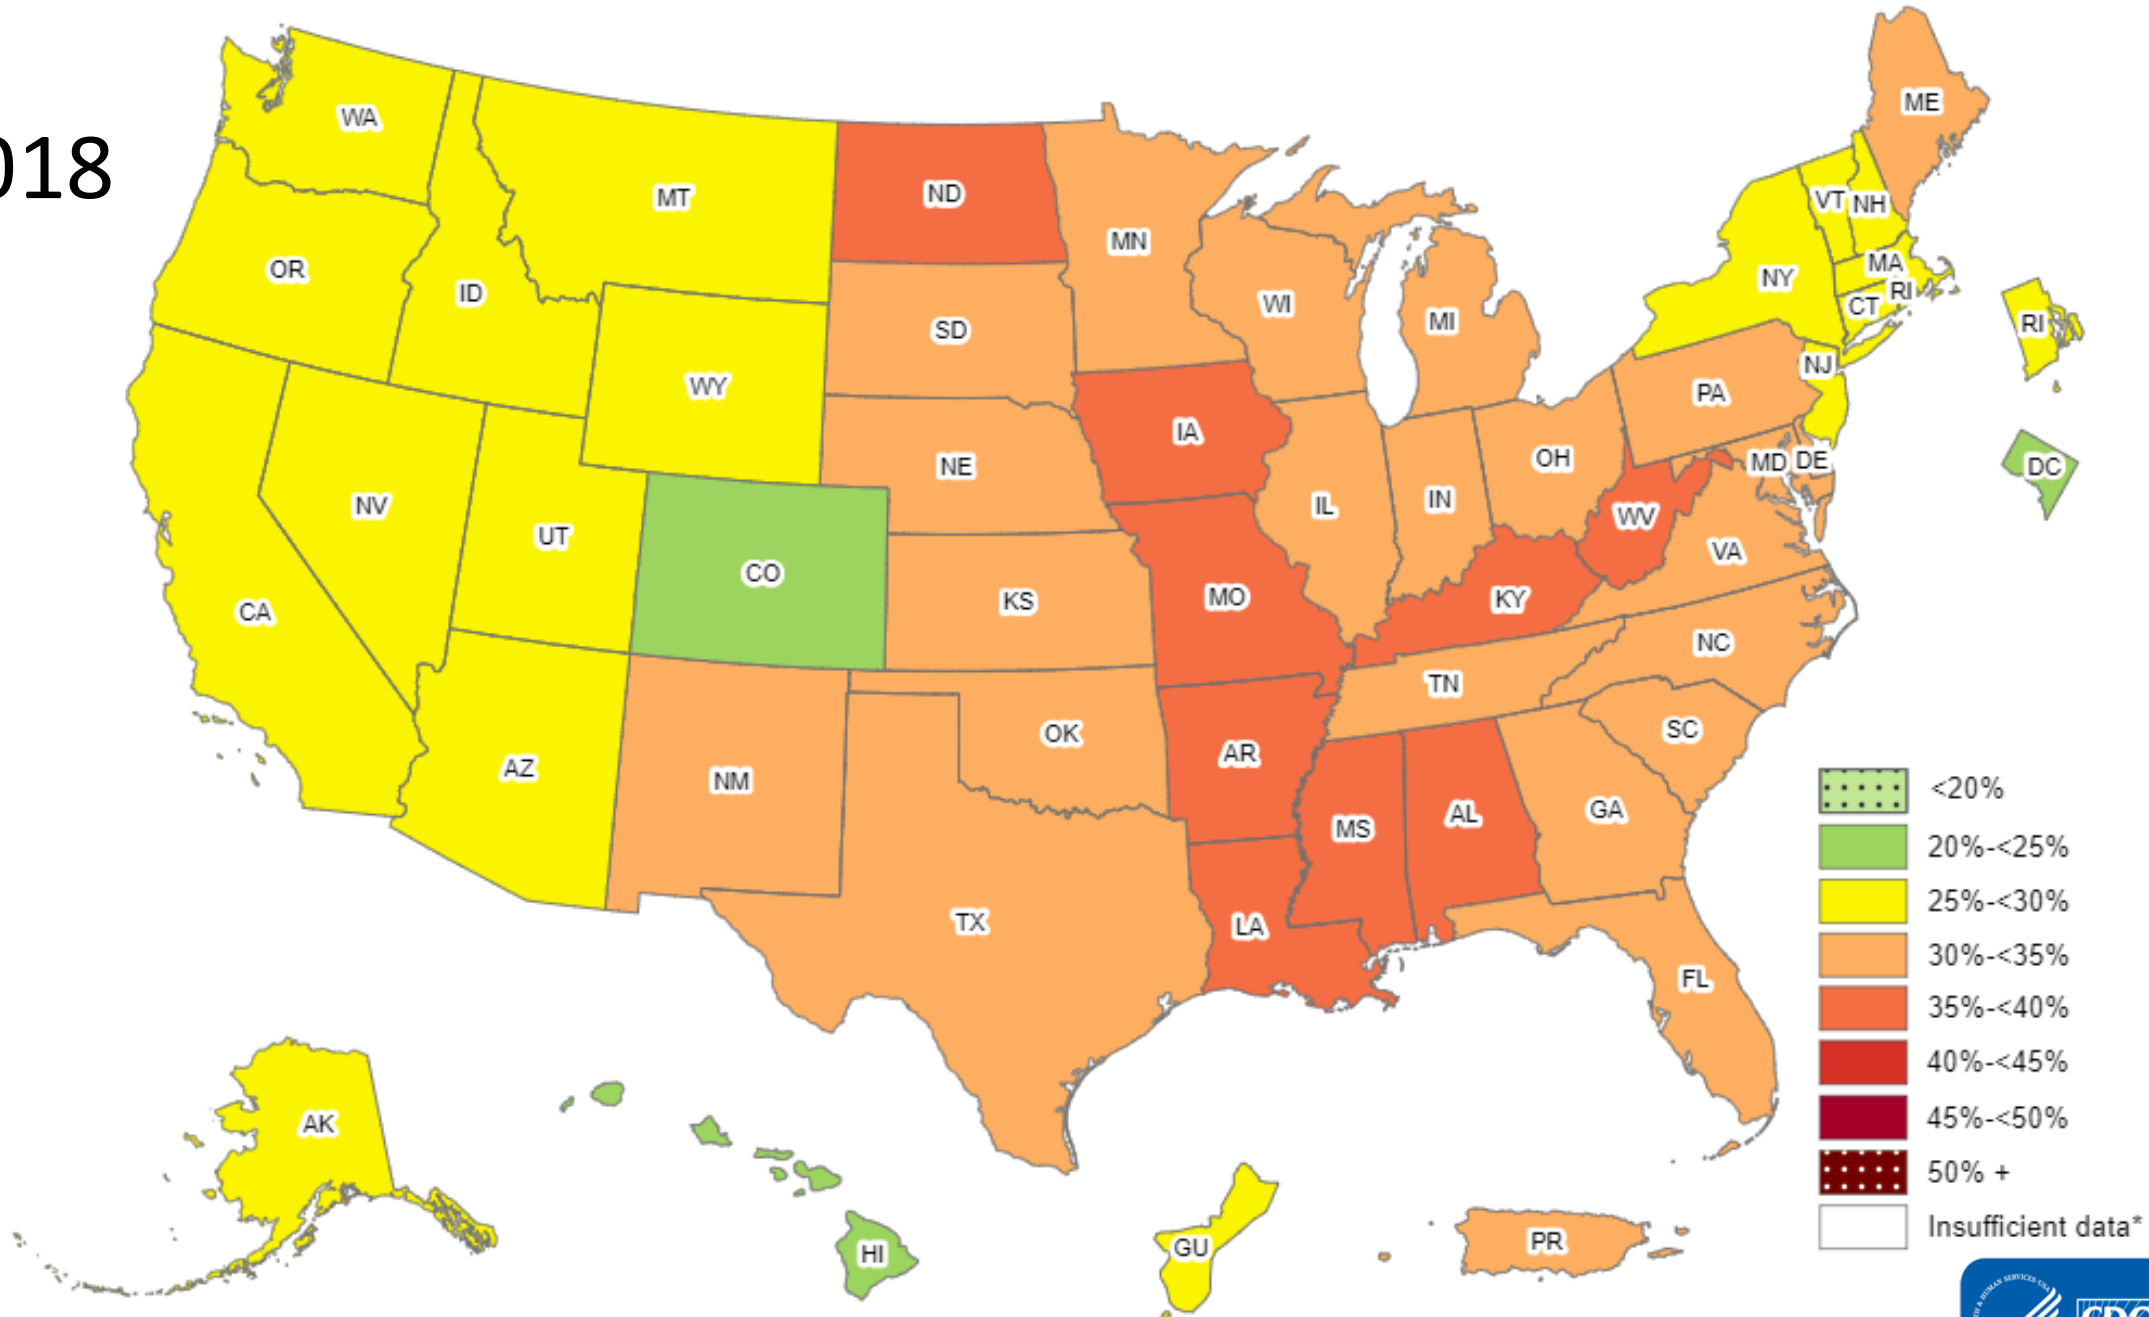 018
WA
MT
ND
MN
ME
VT
NH
OR
ID
SD
WI
MI
NY
MA
RI
CT
RI
WY
NE
IA
PA
NJ
MD
DE
DC
NV
UT
CO
KS
MO
IL
IN
OH
WV
VA
CA
KY
NC
TN
AZ
NM
OK
AR
SC
MS
AL
GA
TX
LA
FL
AK
HI
GU
PR
<20%
20%-<25%
25%-<30%
30%-<35%
35%-<40%
40%-<45%
45%-<50%
50% +
Insufficient data*